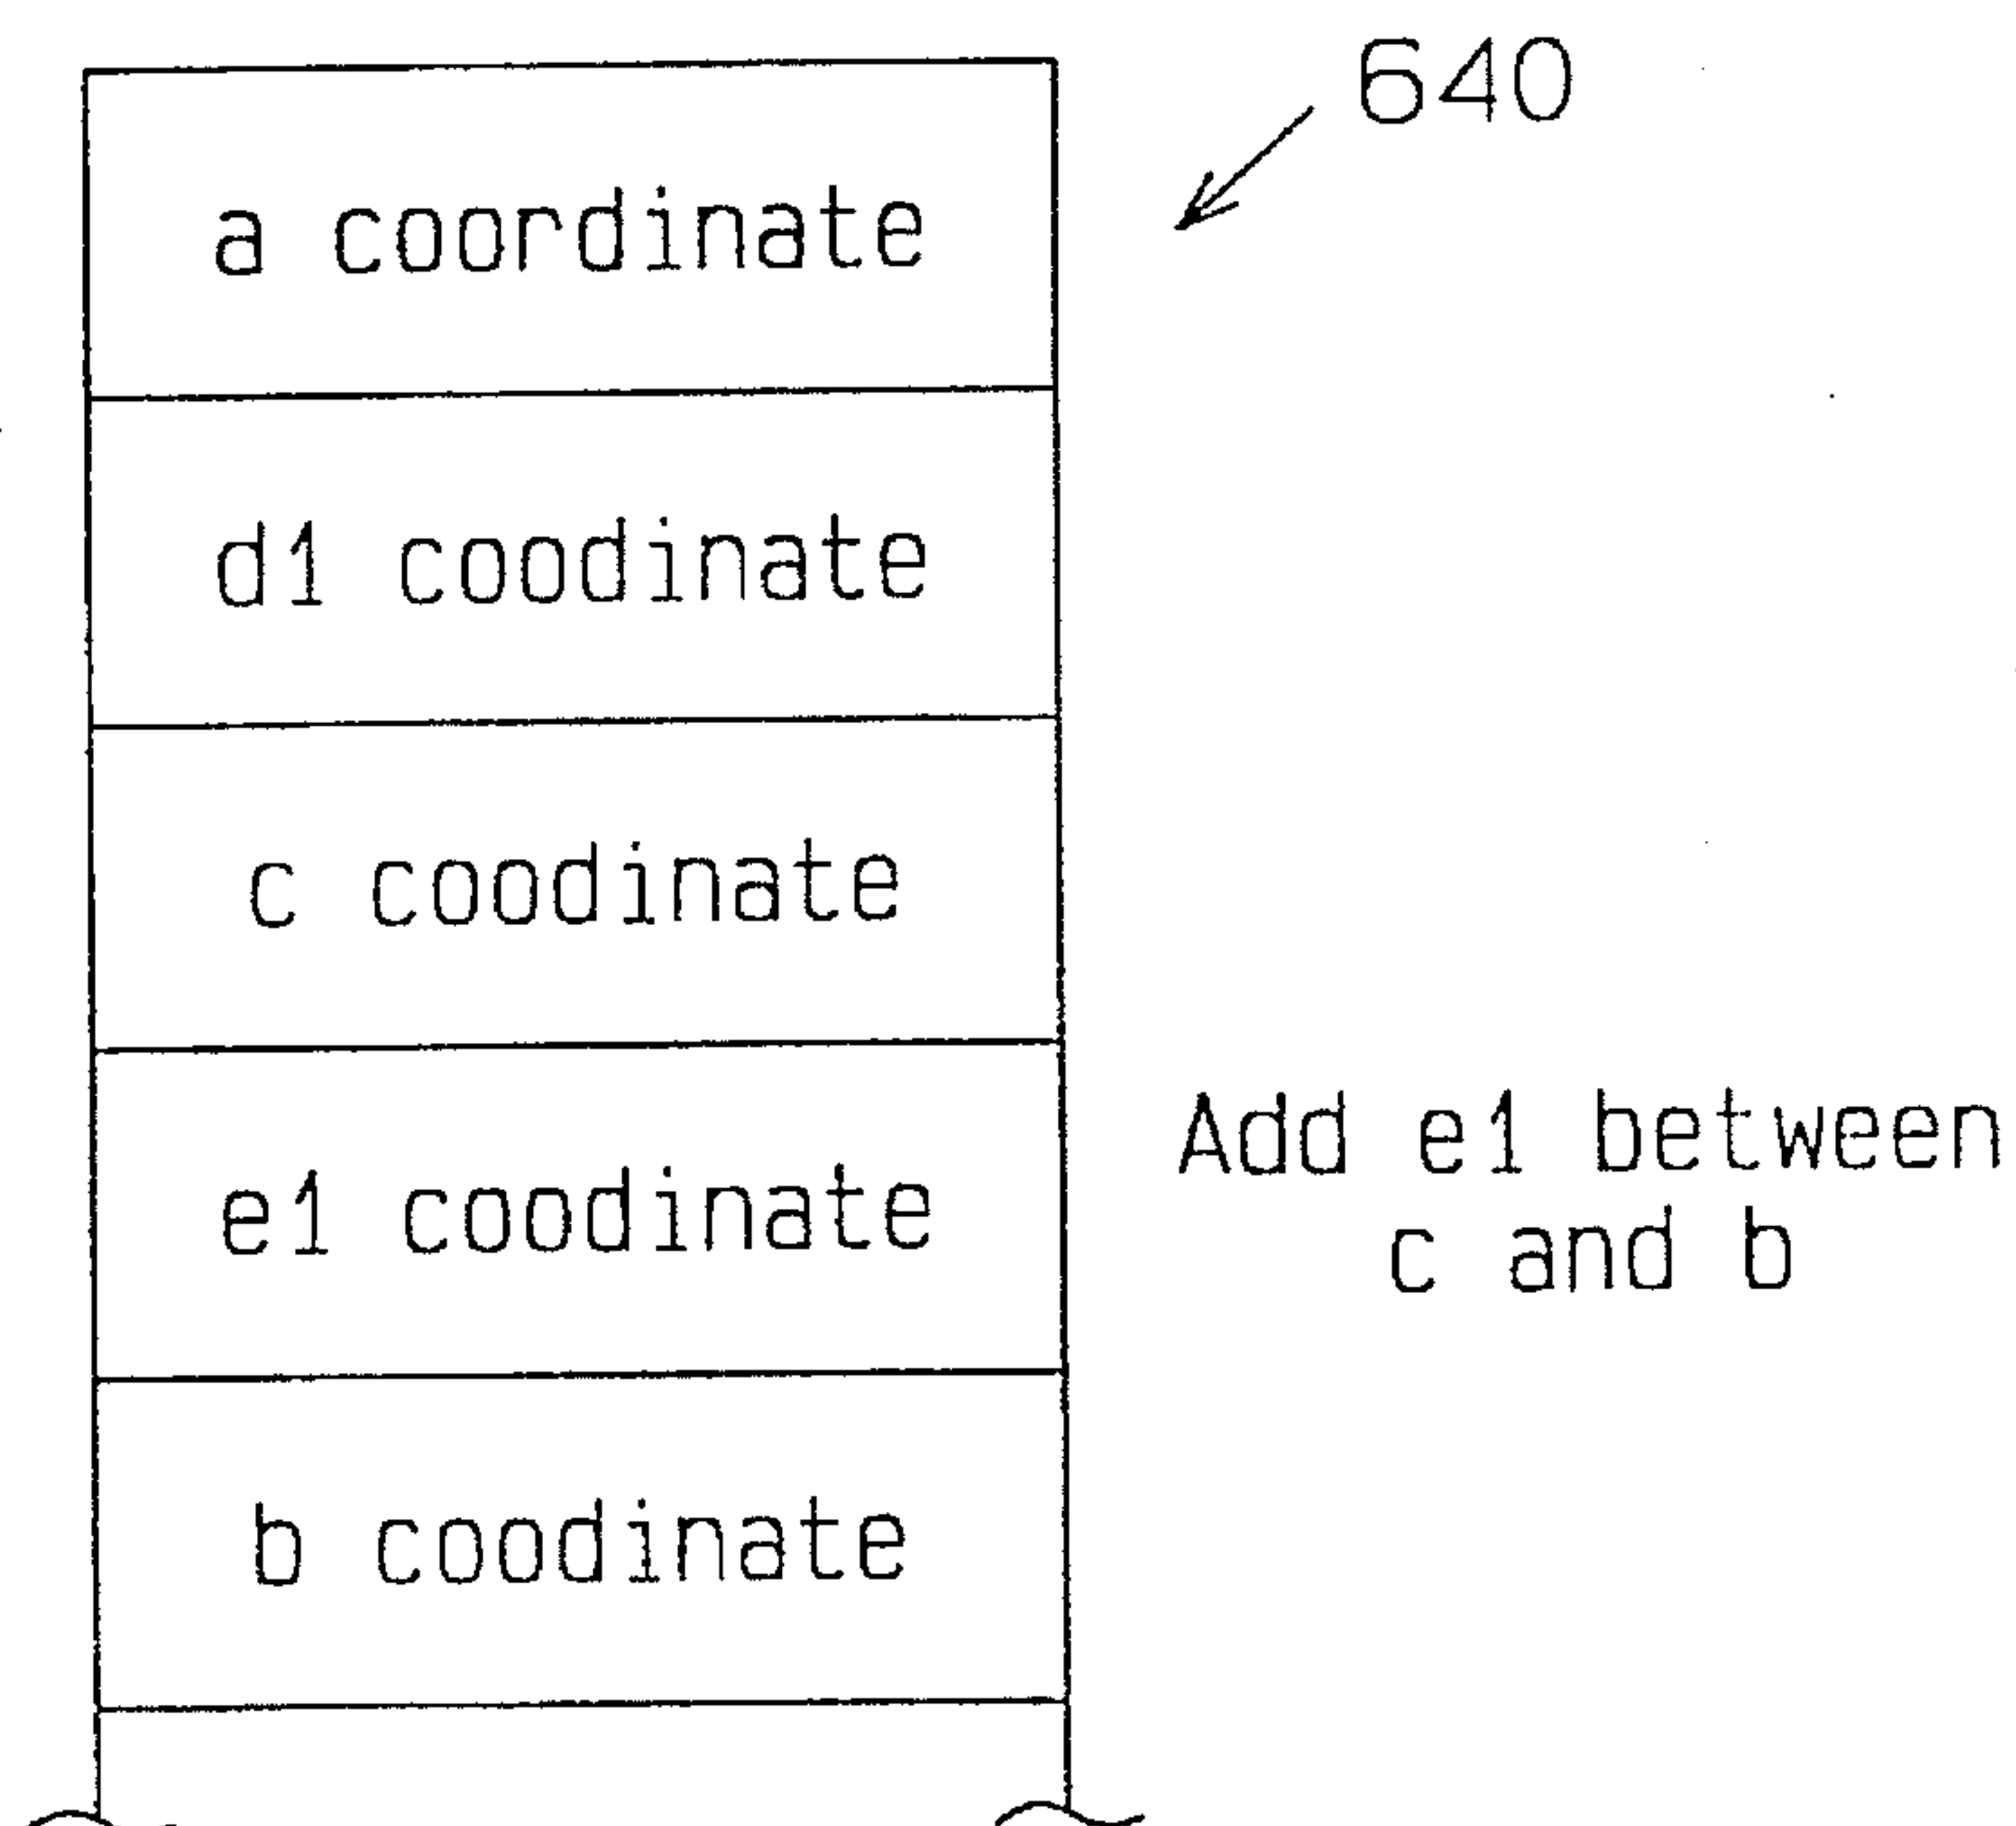 640
a coordinate
d1 coodinate
c coodinate
e1 coodinate
Add e1 between
c and b
b coodinate